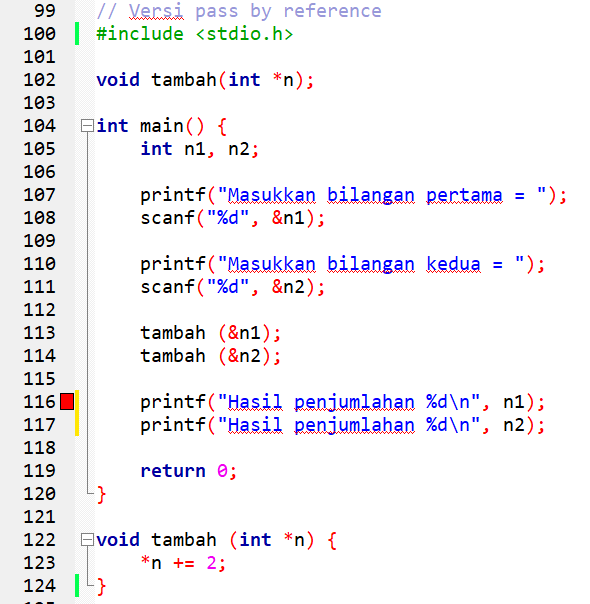 99 // Versi pass by reference
100 #include <stdio.h>
101
102 void tambah(int *n);
103
104 int main() {
105     int n1, n2;
106
107     printf("Masukkan bilangan pertama = ");
108     scanf("%d", &n1);
109
110     printf("Masukkan bilangan kedua = ");
111     scanf("%d", &n2);
112
113     tambah (&n1);
114     tambah (&n2);
115
116     printf("Hasil penjumlahan %d\n", n1);
117     printf("Hasil penjumlahan %d\n", n2);
118
119     return 0;
120 }
121
122 void tambah (int *n) {
123     *n += 2;
124 }